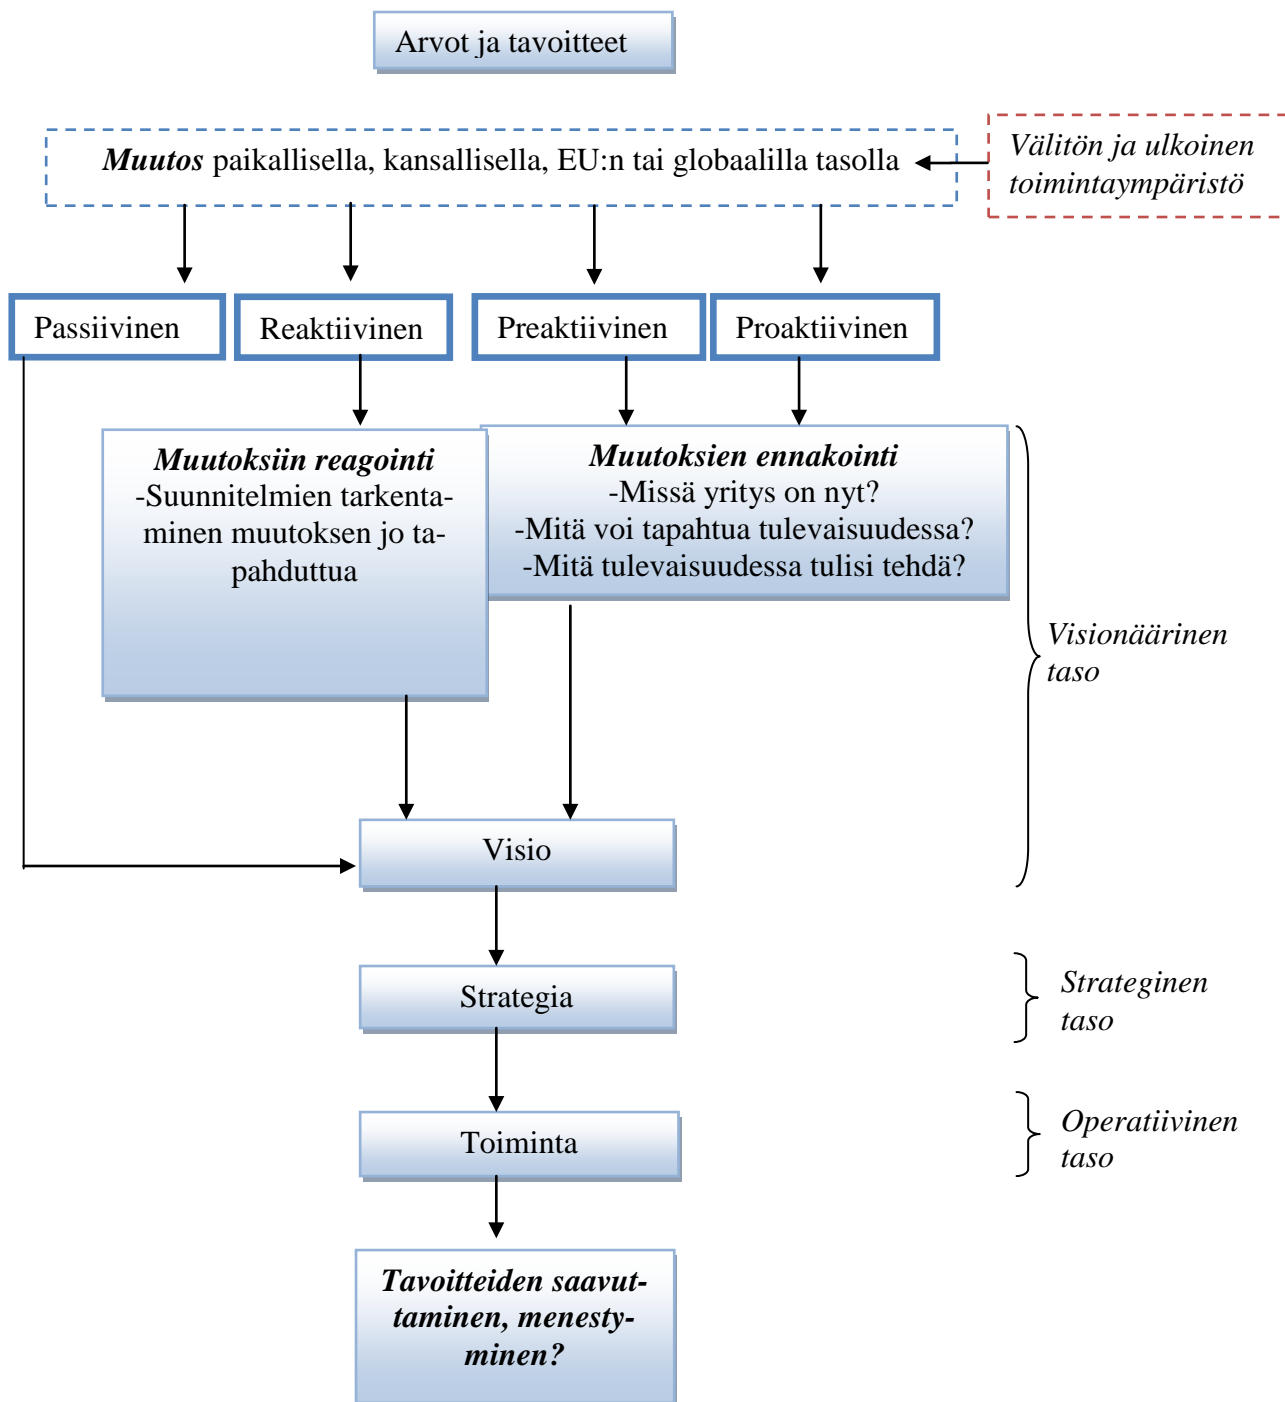 Arvot ja tavoitteet
Muutos paikallisella, kansallisella, EU:n tai globaalilla tasolla
Välitön ja ulkoinen
toimintaympäristö
Passiivinen
Reaktiivinen
Preaktiivinen
Proaktiivinen
Muutoksiin reagointi
-Suunnitelmien tarkenta-
minen muutoksen jo ta-
pahduttua
Muutoksien ennakointi
-Missä yritys on nyt?
-Mitä voi tapahtua tulevaisuudessa?
-Mitä tulevaisuudessa tulisi tehdä?
Visionäärinen
taso
Visio
Strategia
Strateginen
taso
Toiminta
Operatiivinen
taso
Tavoitteiden saavut-
taminen, menesty-
minen?